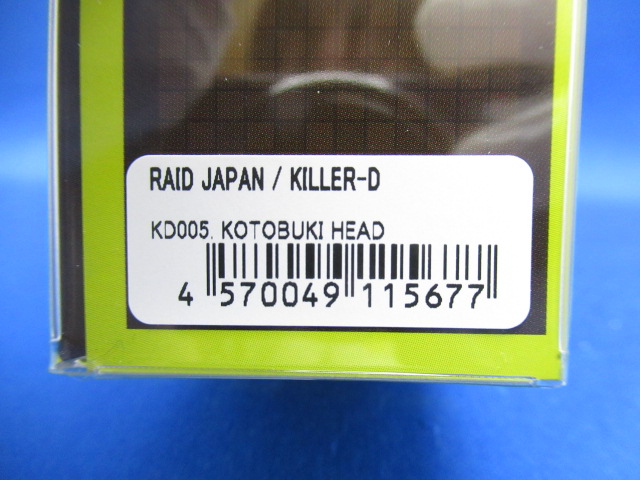 RAID JAPAN / KILLER-D
KD005. KOTOBUKI HEAD
4 570049 115677